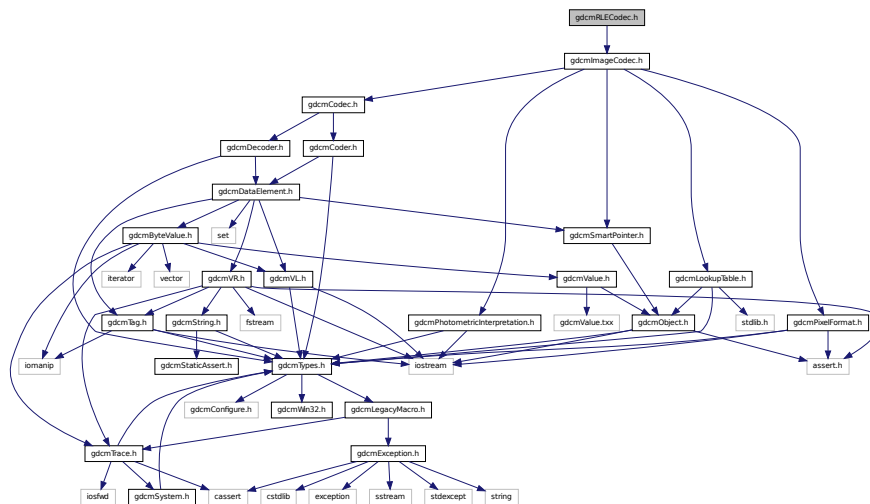 gdcmRLECodec.h
gdcmImageCodec.h
gdcmCodec.h
gdcmDecoder.h
gdcmCoder.h
gdcmDataElement.h
gdcmByteValue.h
set
gdcmSmartPointer.h
iterator
vector
gdcmVR.h
gdcmVL.h
gdcmValue.h
gdcmLookupTable.h
gdcmTag.h
gdcmString.h
fstream
gdcmPhotometricInterpretation.h
gdcmValue.txx
gdcmObject.h
stdlib.h
gdcmPixelFormat.h
iomanip
gdcmStaticAssert.h
gdcmTypes.h
iostream
assert.h
gdcmConfigure.h
gdcmWin32.h
gdcmLegacyMacro.h
gdcmTrace.h
gdcmException.h
iosfwd
gdcmSystem.h
cassert
cstdlib
exception
sstream
stdexcept
string